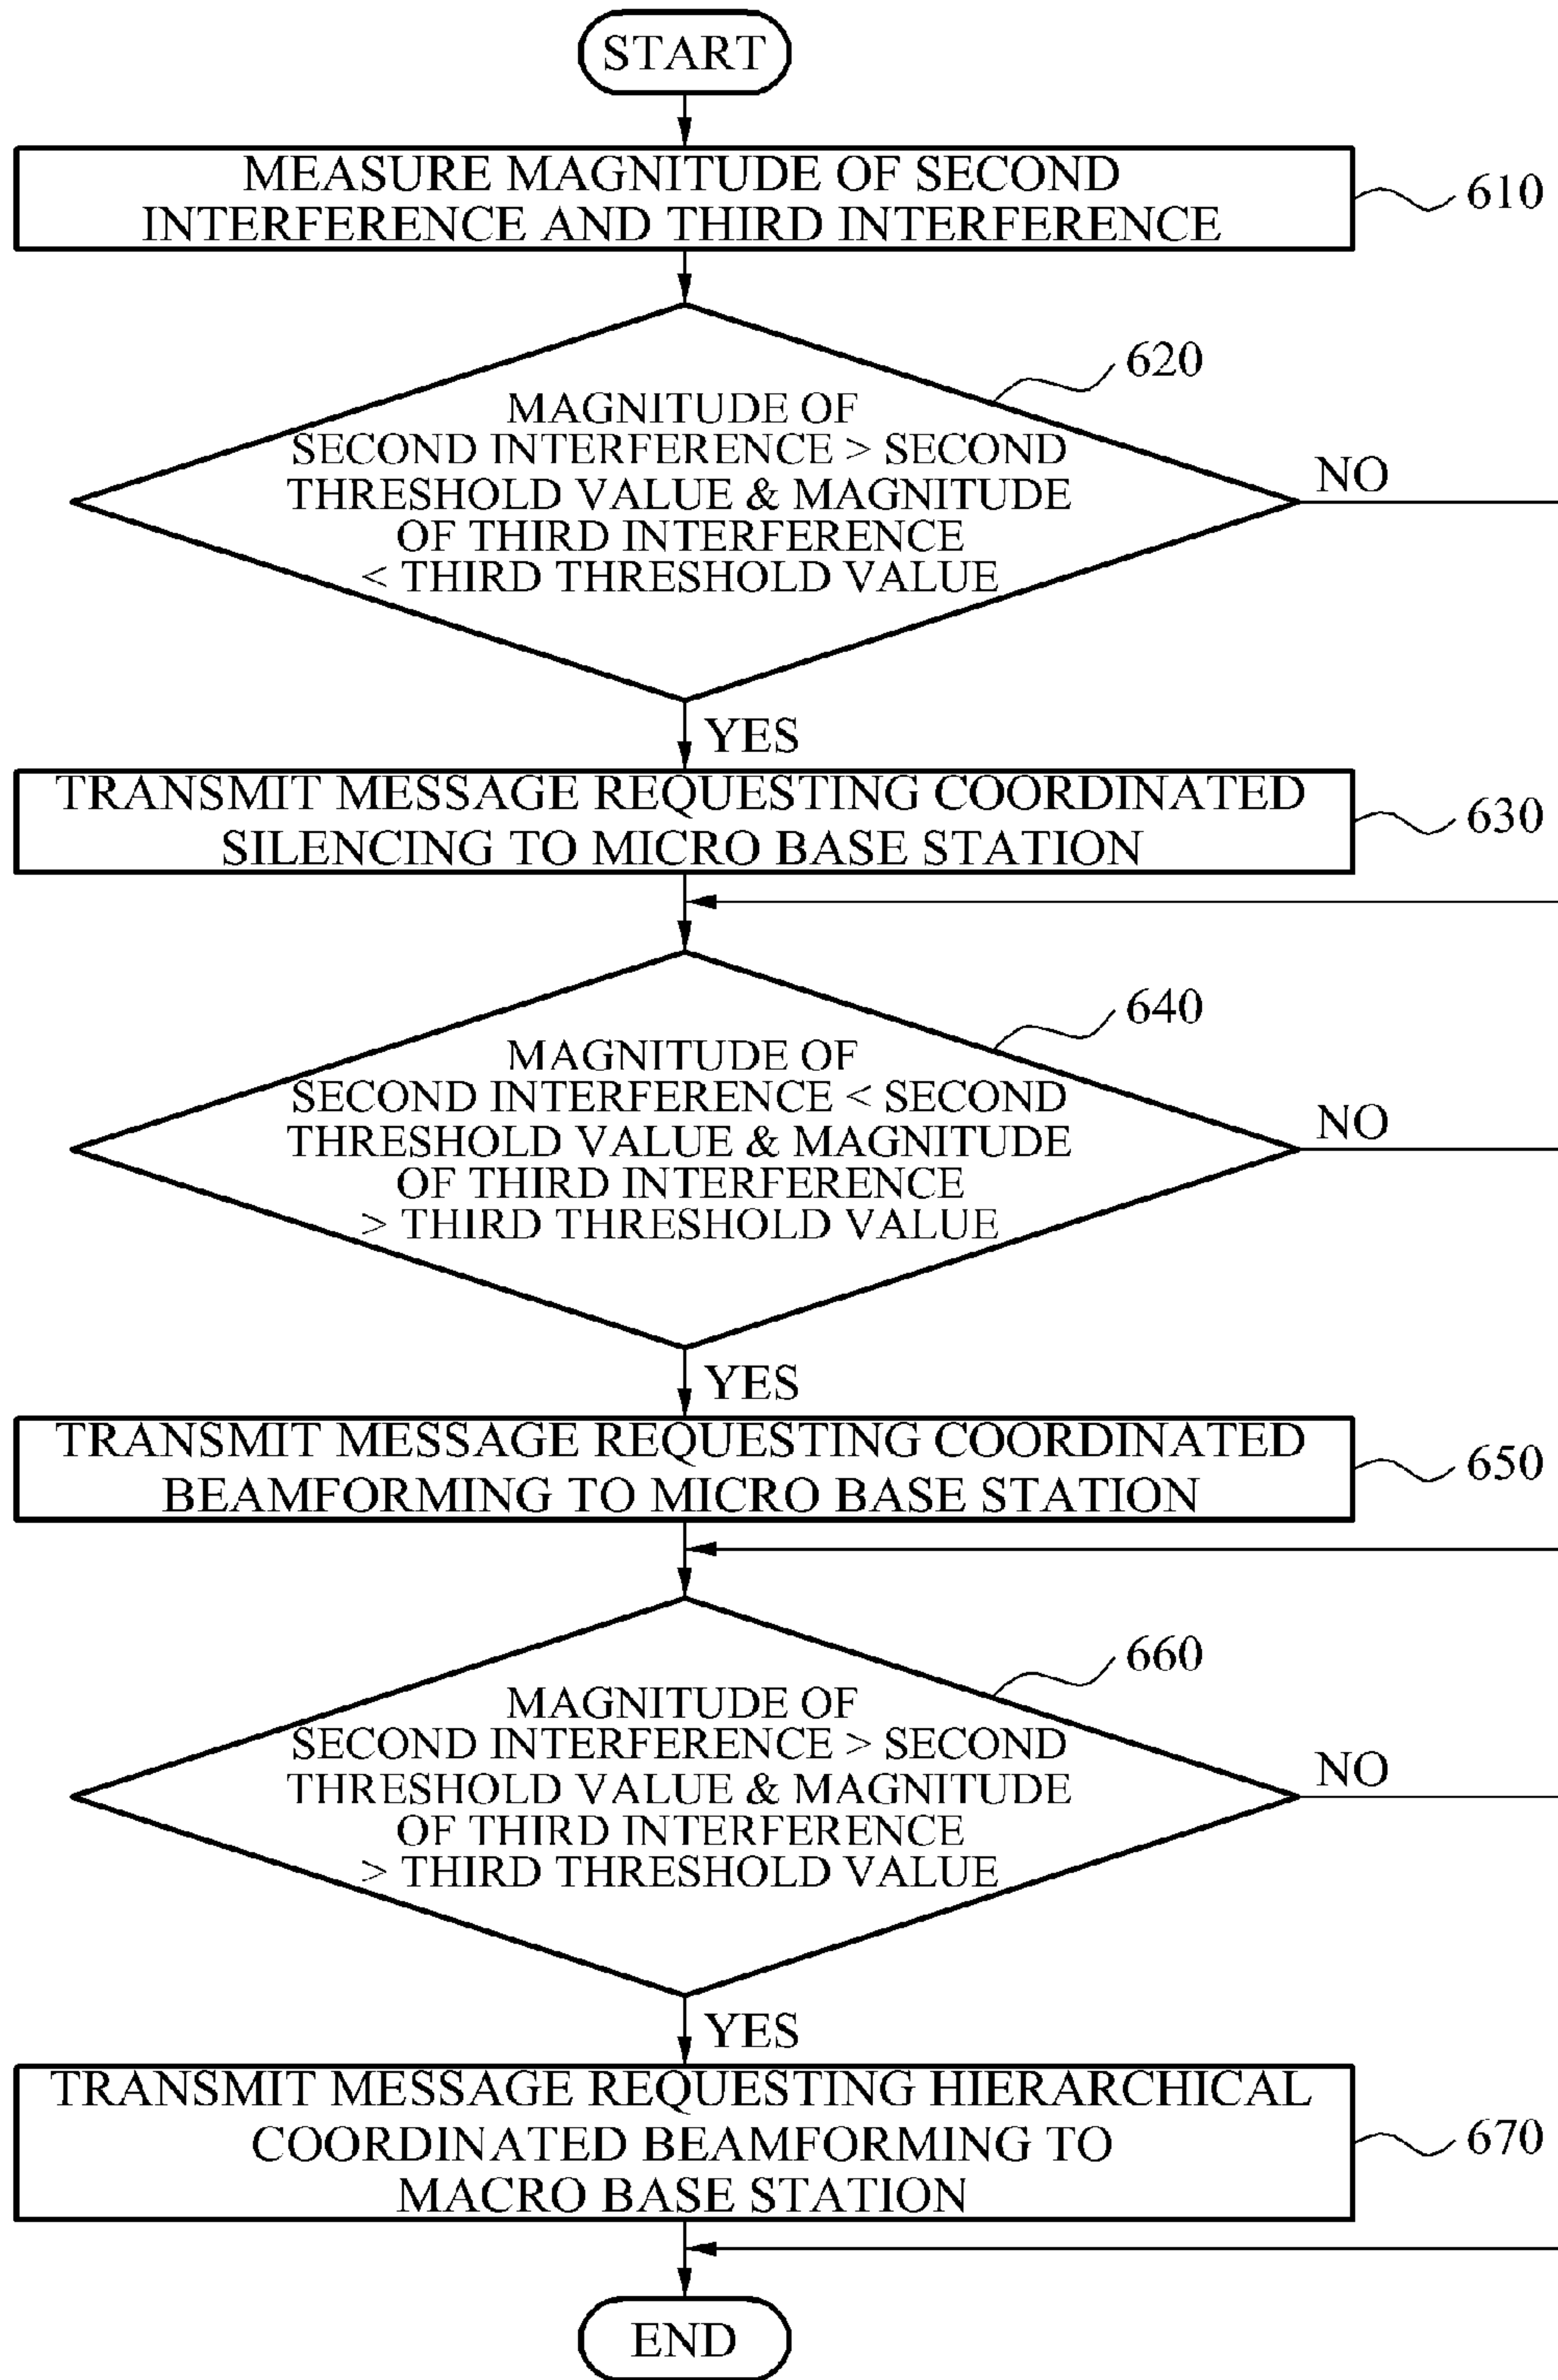 START
MEASURE MAGNITUDE OF SECOND
INTERFERENCE AND THIRD INTERFERENCE
610
620
MAGNITUDE OF
SECOND INTERFERENCE > SECOND
THRESHOLD VALUE & MAGNITUDE
OF THIRD INTERFERENCE
< THIRD THRESHOLD VALUE
NO
YES
TRANSMIT MESSAGE REQUESTING COORDINATED
SILENCING TO MICRO BASE STATION
630
640
MAGNITUDE OF
SECOND INTERFERENCE < SECOND
THRESHOLD VALUE & MAGNITUDE
OF THIRD INTERFERENCE
> THIRD THRESHOLD VALUE
NO
YES
TRANSMIT MESSAGE REQUESTING COORDINATED
BEAMFORMING TO MICRO BASE STATION
650
660
MAGNITUDE OF
SECOND INTERFERENCE > SECOND
THRESHOLD VALUE & MAGNITUDE
OF THIRD INTERFERENCE
> THIRD THRESHOLD VALUE
NO
YES
TRANSMIT MESSAGE REQUESTING HIERARCHICAL
COORDINATED BEAMFORMING TO
MACRO BASE STATION
670
END